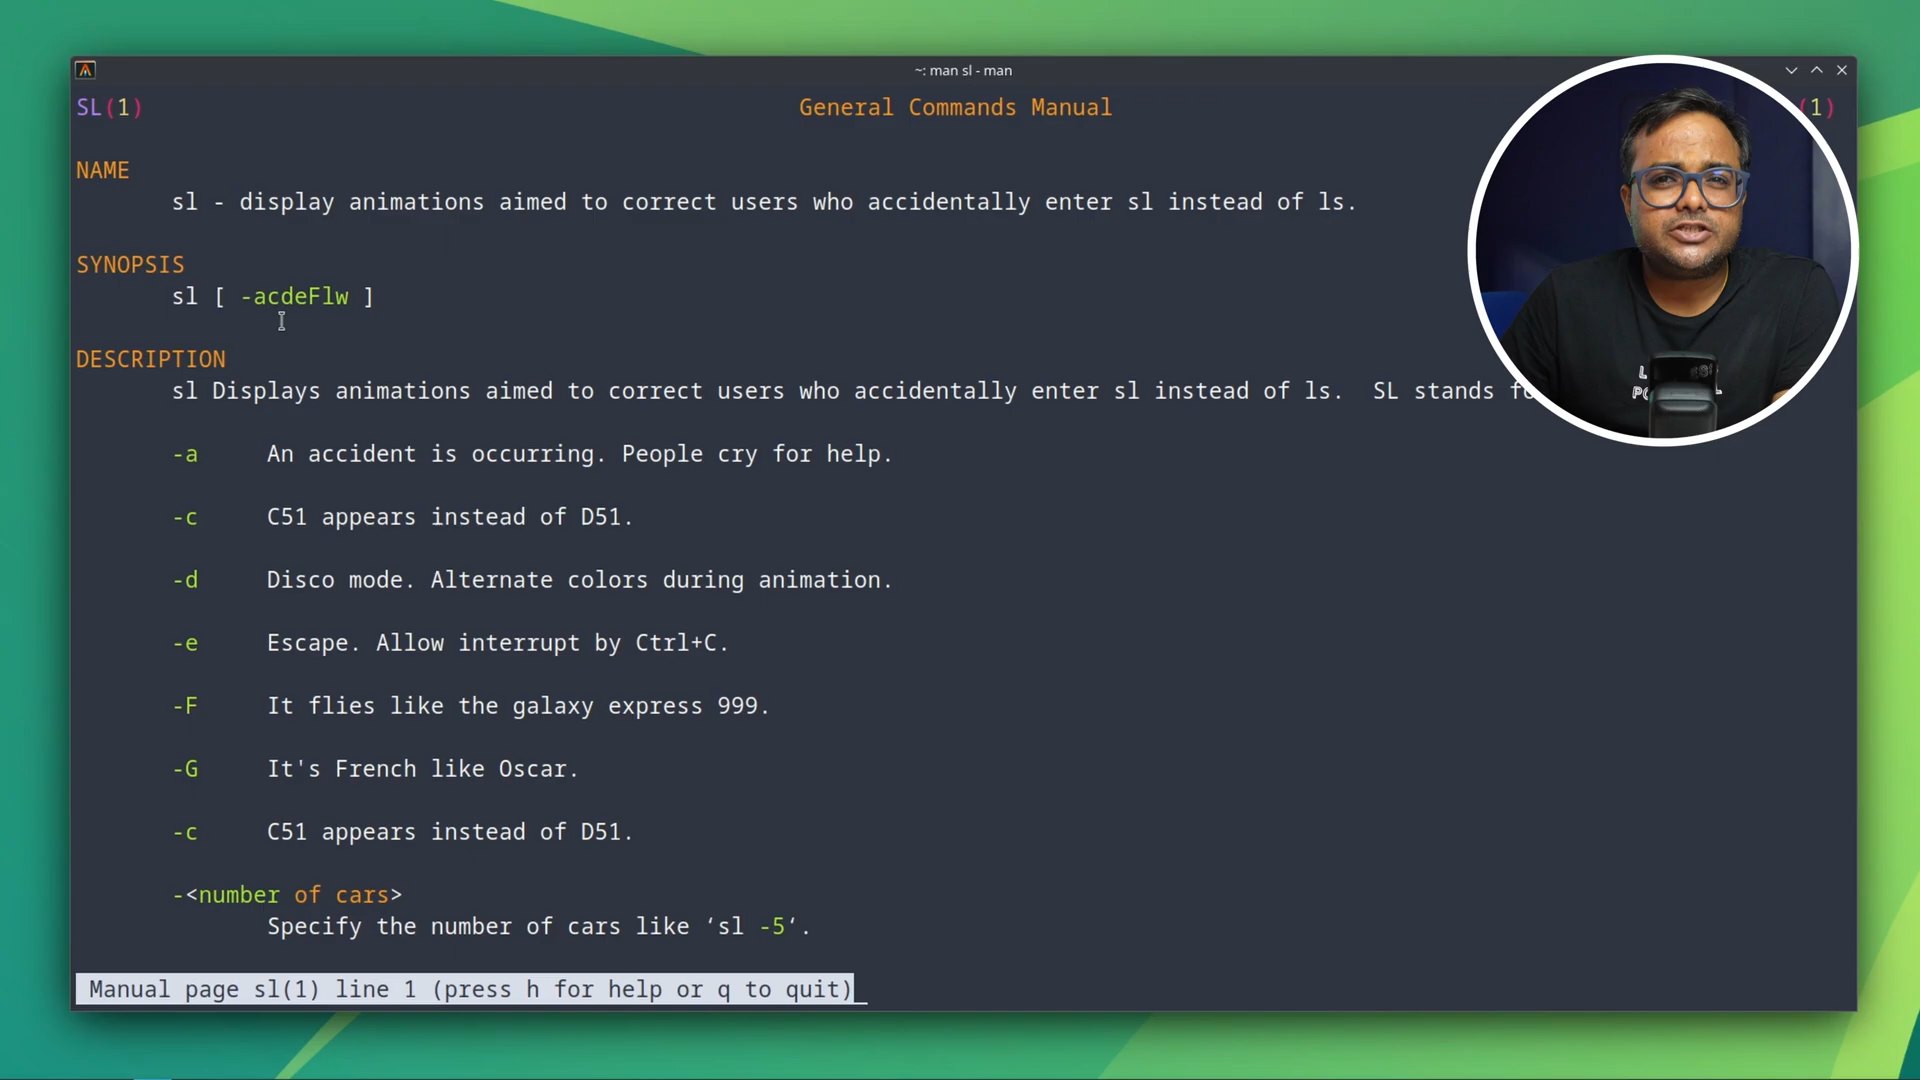 ~: man sl - man
SL(1) General Commands Manual (1)
NAME
sl - display animations aimed to correct users who accidentally enter sl instead of ls.
SYNOPSIS
sl [ -acdeFlw ]
DESCRIPTION
sl Displays animations aimed to correct users who accidentally enter sl instead of ls. SL stands
-a An accident is occurring. People cry for help.
-c C51 appears instead of D51.
-d Disco mode. Alternate colors during animation.
-e Escape. Allow interrupt by Ctrl+C.
-F It flies like the galaxy express 999.
-G It's French like Oscar.
-c C51 appears instead of D51.
-<number of cars>
Specify the number of cars like ‘sl -5‘.
Manual page sl(1) line 1 (press h for help or q to quit)